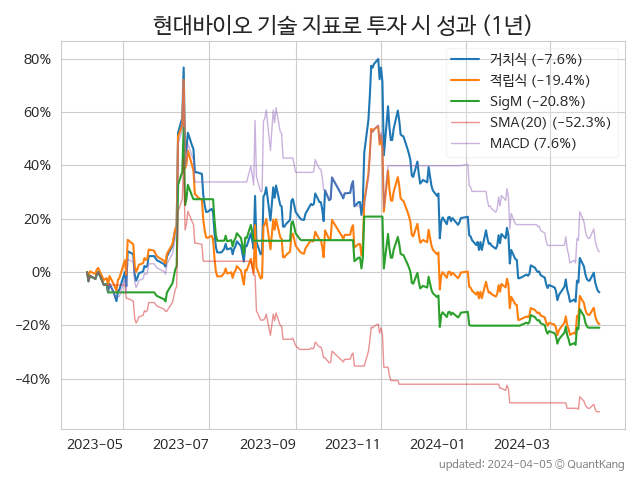 현대바이오 기술 지표로 투자 시 성과 (1년)
80%
60%
40%
20%
0%
−20%
−40%
거치식 (−7.6%)
적립식 (−19.4%)
SigM (−20.8%)
SMA(20) (−52.3%)
MACD (7.6%)
2023-05 2023-07 2023-09 2023-11 2024-01 2024-03
updated: 2024-04-05 ⓒ QuantKang